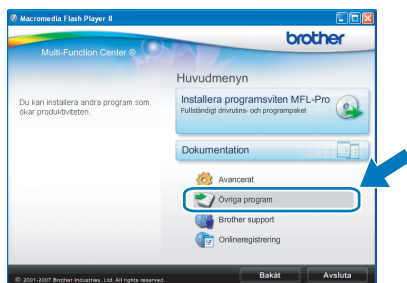 Macromedia Flash Player 8
brother
Multi-Function Center ®
Huvudmenyn
Du kan installera andra program som
ökar produktiviteten.
Installera programsviten MFL-Pro
Fullständigt drivrutins- och programpaket
Dokumentation
Avancerat
Övriga program
Brother support
Onlineregistrering
© 2001-2007 Brother Industries, Ltd. All rights reserved.
Bakåt
Avsluta